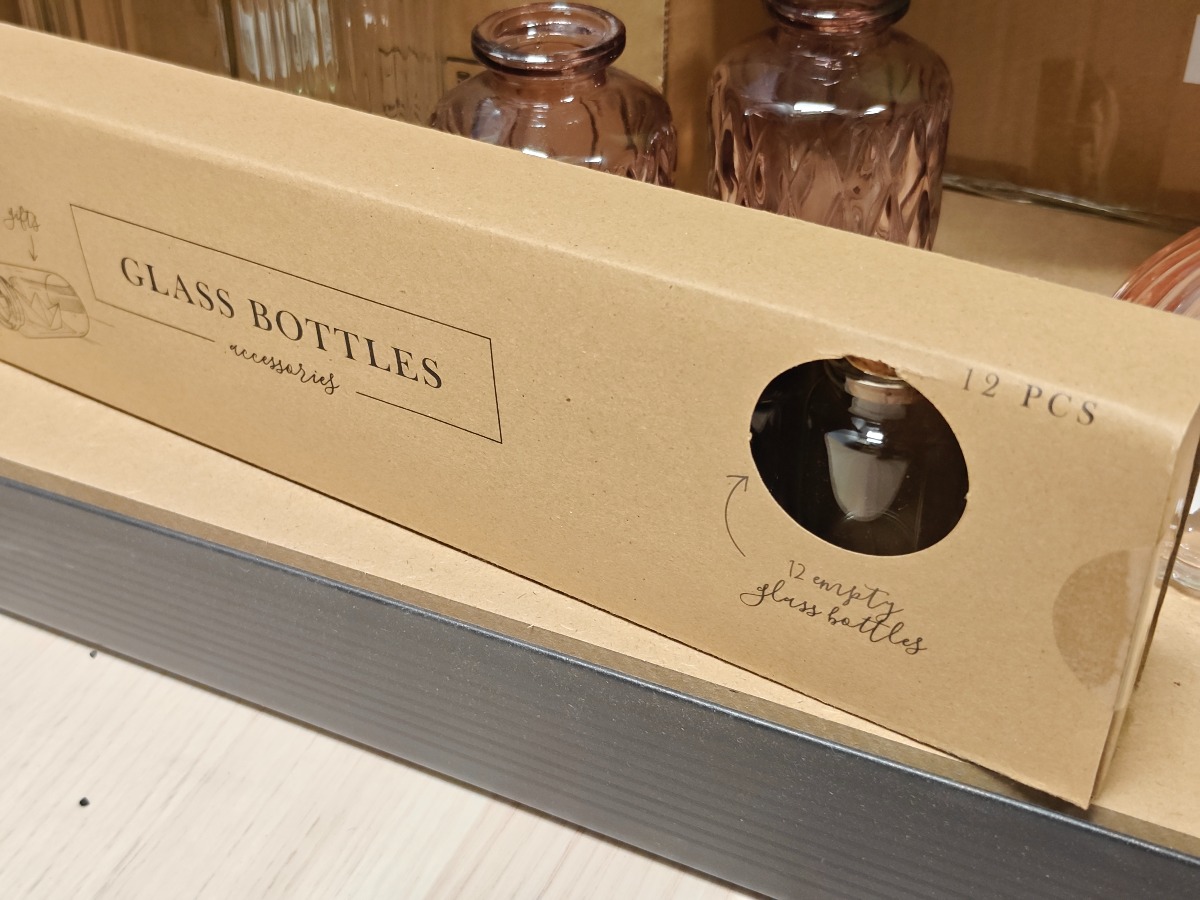 gifts
GLASS BOTTLES
accessories
12 PCS
12 empty
glass bottles